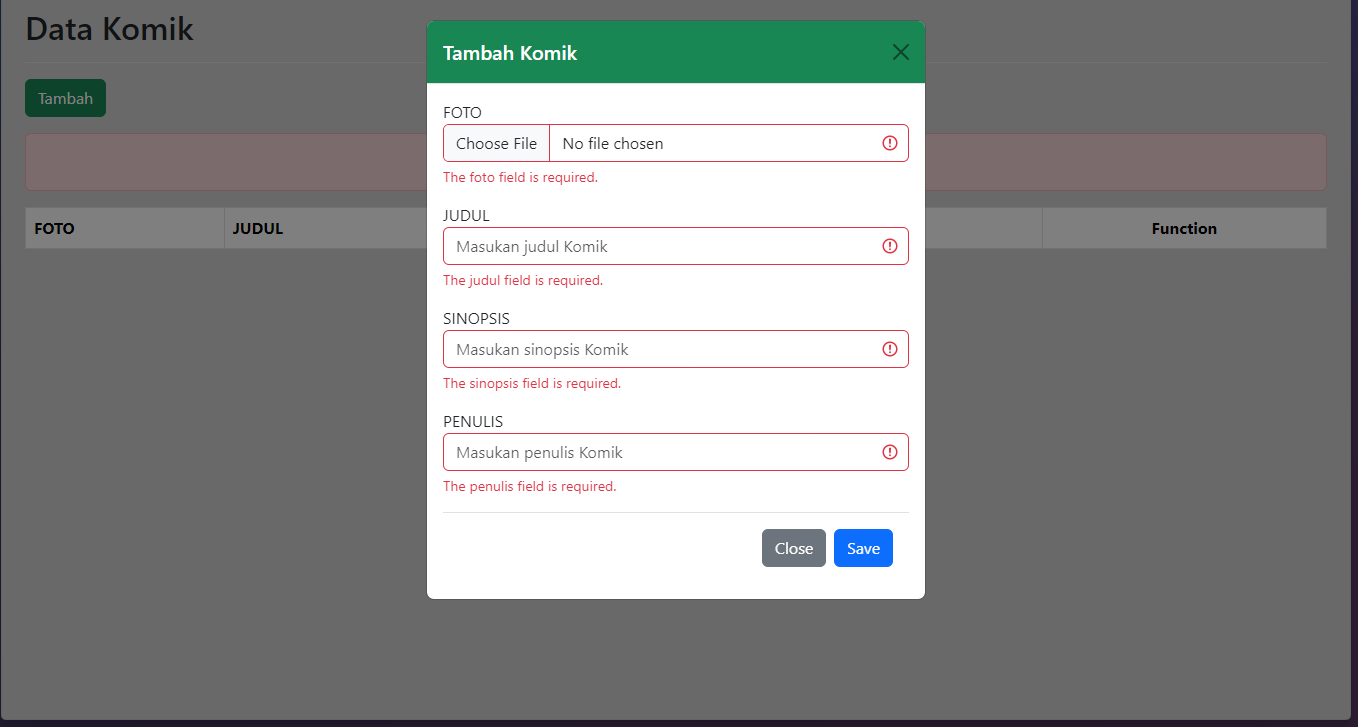 Data Komik
Tambah
FOTO JUDUL Function
Tambah Komik
FOTO
Choose File No file chosen
The foto field is required.
JUDUL
Masukan judul Komik
The judul field is required.
SINOPSIS
Masukan sinopsis Komik
The sinopsis field is required.
PENULIS
Masukan penulis Komik
The penulis field is required.
Close Save